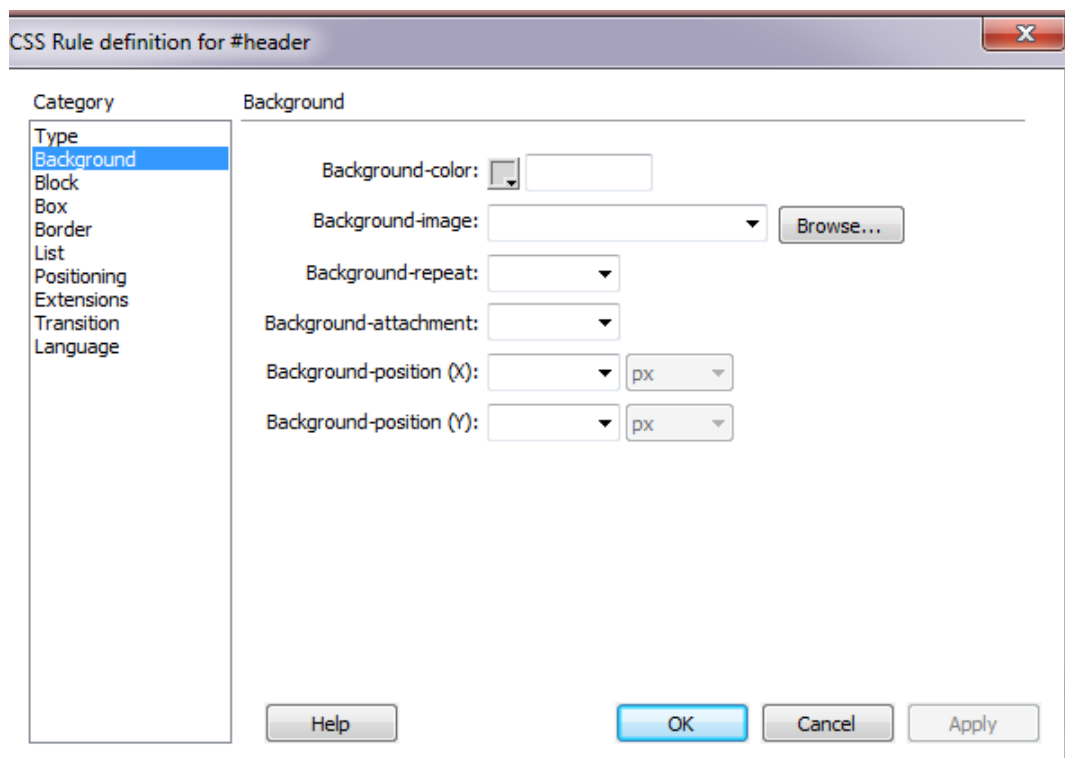 CSS Rule definition for #header
x
Category
Background
Type
Background
Block
Box
Border
List
Positioning
Extensions
Transition
Language
Background-color:
Background-image:
Browse...
Background-repeat:
Background-attachment:
Background-position (X):
px
Background-position (Y):
px
Help
OK
Cancel
Apply